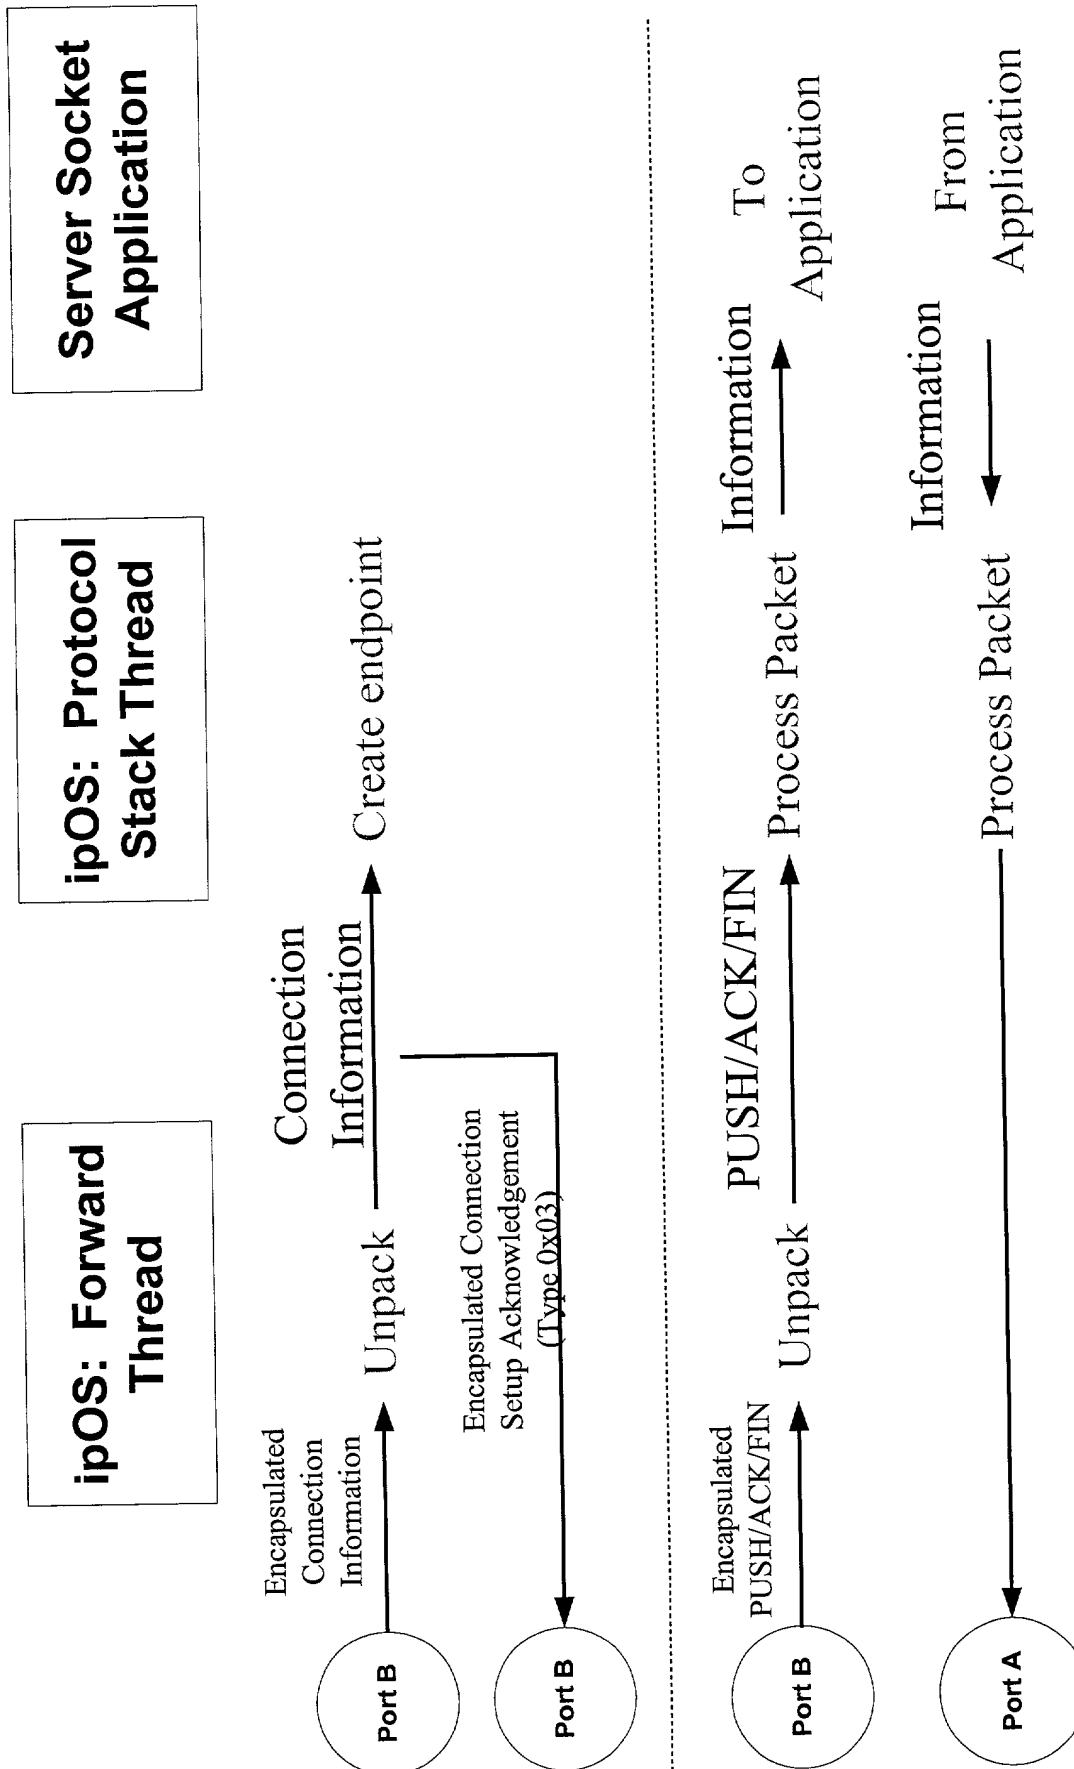 ipOS: Forward
Thread
ipOS: Protocol
Stack Thread
Server Socket
Application
Port B
Encapsulated
Connection
Information
Unpack
Connection
Information
Create endpoint
Port B
Encapsulated Connection
Setup Acknowledgement
(Type 0x03)
Port B
Encapsulated
PUSH/ACK/FIN
Unpack
PUSH/ACK/FIN
Process Packet
Information
To
Application
Port A
Process Packet
Information
From
Application